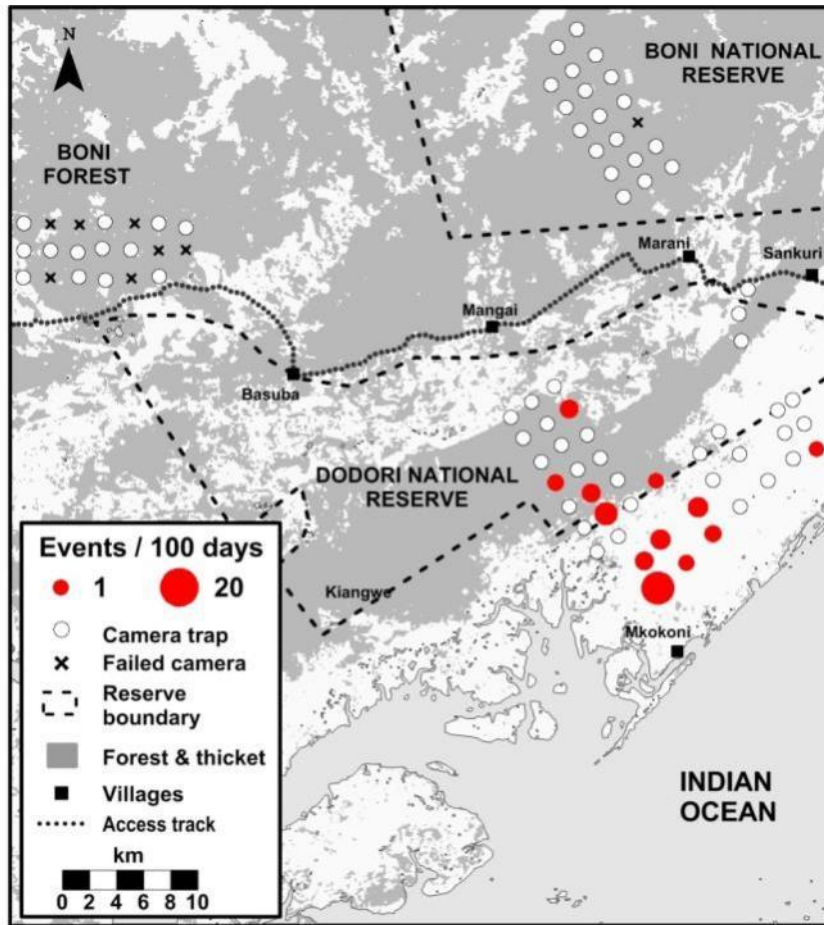 N
BONI NATIONAL
RESERVE
BONI
FOREST
Marani
Sankuri
Mangai
Basuba
DODORI NATIONAL
RESERVE
Kiangwe
Mkokoni
INDIAN
OCEAN
Events / 100 days
1
20
Camera trap
Failed camera
Reserve
boundary
Forest & thicket
Villages
Access track
km
0 2 4 6 8 10